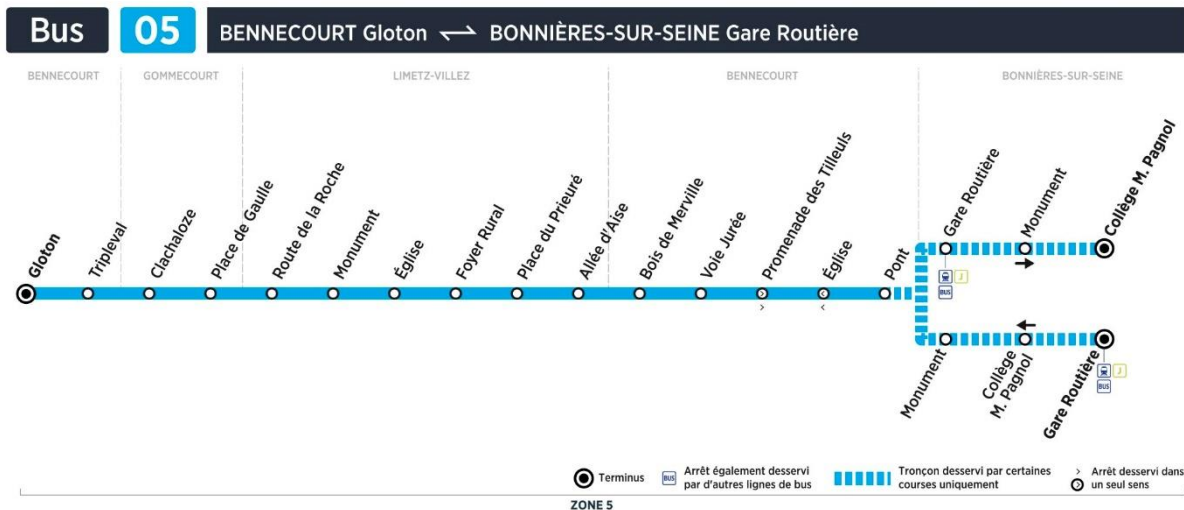 Bus 05 BENNECOURT Gloton ⇌ BONNIÈRES-SUR-SEINE Gare Routière
BENNECOURT
GOMMECOURT
LIMETZ-VILLEZ
BENNECOURT
BONNIÈRES-SUR-SEINE
Gloton
Tripleval
Clachaloze
Place de Gaulle
Route de la Roche
Monument
Église
Foyer Rural
Place du Prieuré
Allée d'Aise
Bois de Merville
Voie Jurée
Promenade des Tilleuls
Église
Pont
Gare Routière
J
BUS
Monument
Collège M. Pagnol
Monument
Collège
M. Pagnol
Gare Routière
J
BUS
Terminus
BUS
Arrêt également desservi
par d'autres lignes de bus
Tronçon desservi par certaines
courses uniquement
Arrêt desservi dans
un seul sens
ZONE 5